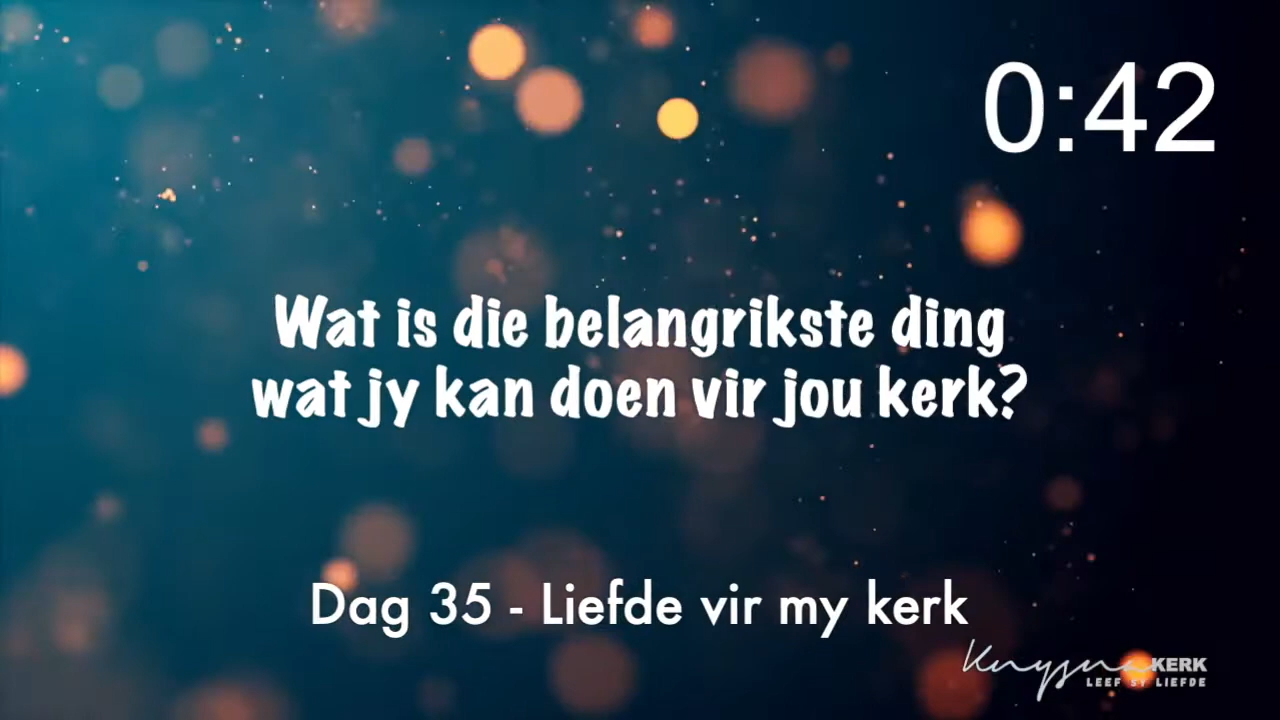 0:42
Wat is die belangrikste ding
wat jy kan doen vir jou kerk?
Dag 35 - Liefde vir my kerk
Knysna KERK
LEEF SY LIEFDE